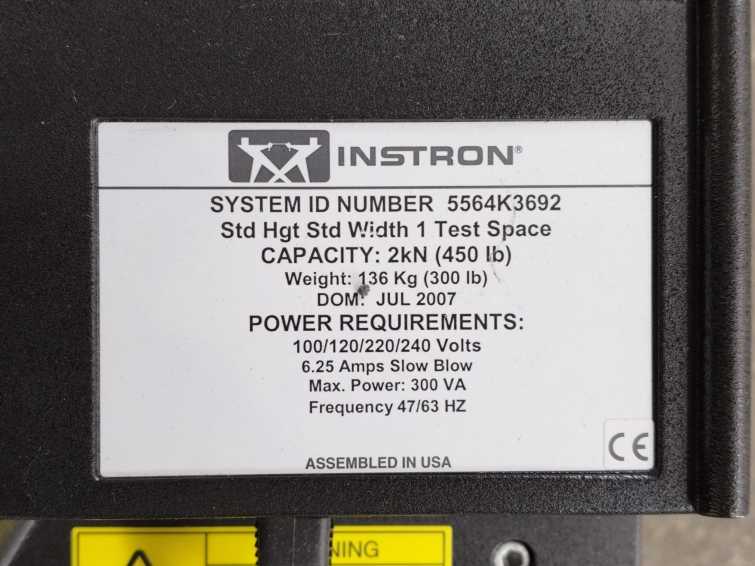 INSTRON®
SYSTEM ID NUMBER 5564K3692
Std Hgt Std Width 1 Test Space
CAPACITY: 2kN (450 lb)
Weight: 136 Kg (300 lb)
DOM: JUL 2007
POWER REQUIREMENTS:
100/120/220/240 Volts
6.25 Amps Slow Blow
Max. Power: 300 VA
Frequency 47/63 HZ
CE
ASSEMBLED IN USA